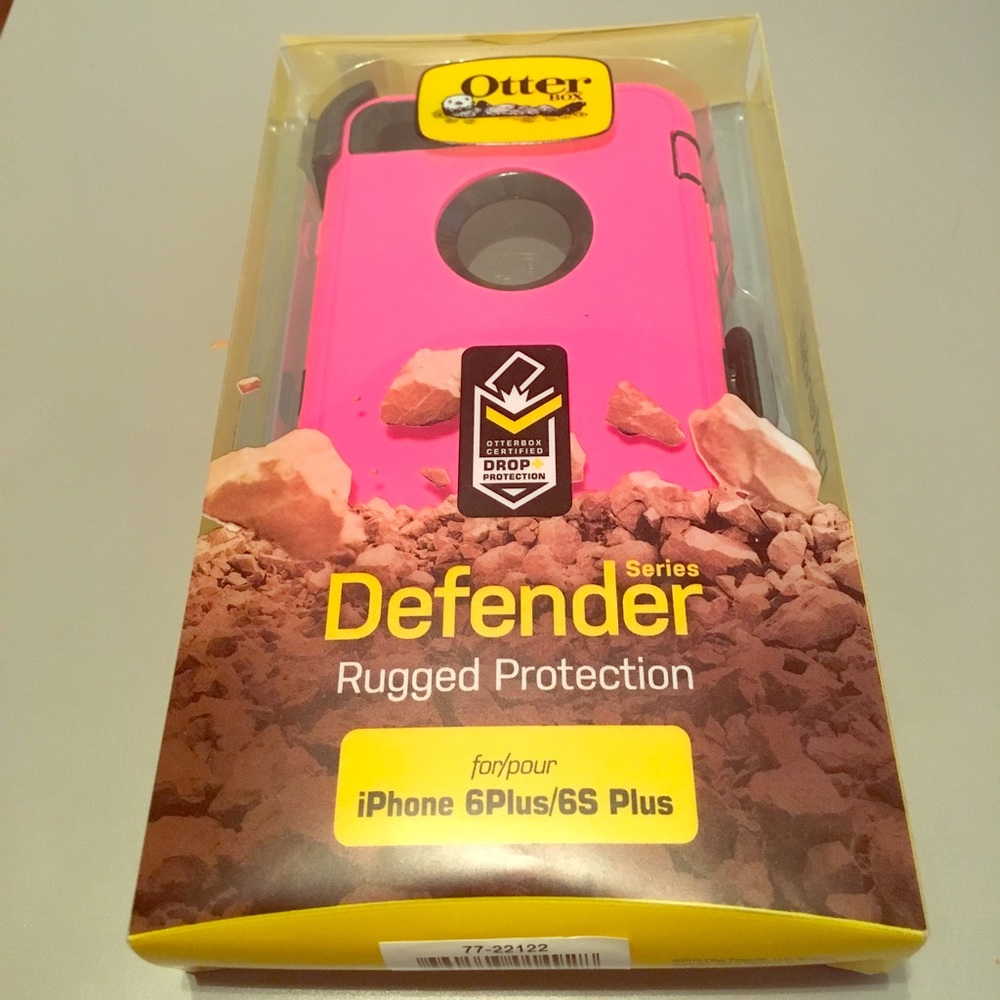 Otter
BOX
OTTERBOX
CERTIFIED
DROP+
PROTECTION
Series
Defender
Rugged Protection
for/pour
iPhone 6Plus/6S Plus
77-22122